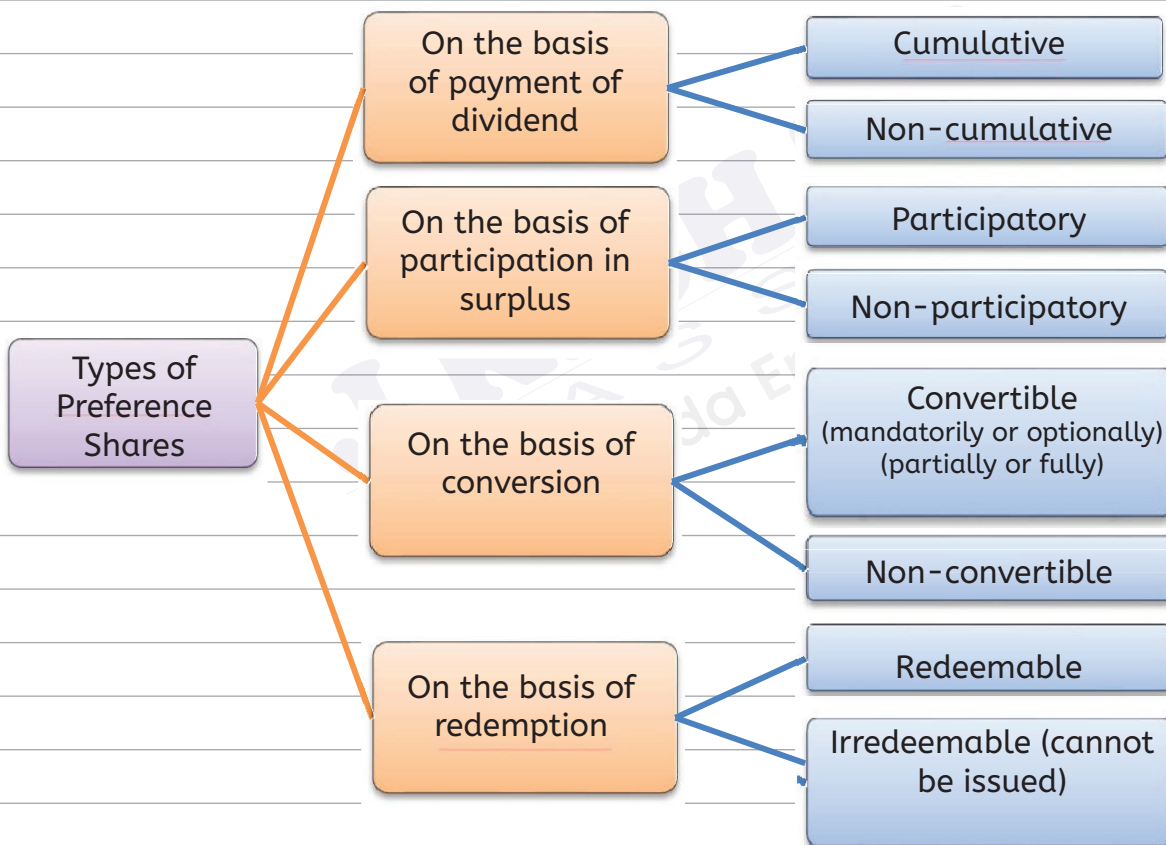 Types of
Preference
Shares
On the basis
of payment of
dividend
Cumulative
Non-cumulative
On the basis of
participation in
surplus
Participatory
Non-participatory
On the basis of
conversion
Convertible
(mandatorily or optionally)
(partially or fully)
Non-convertible
On the basis of
redemption
Redeemable
Irredeemable (cannot
be issued)